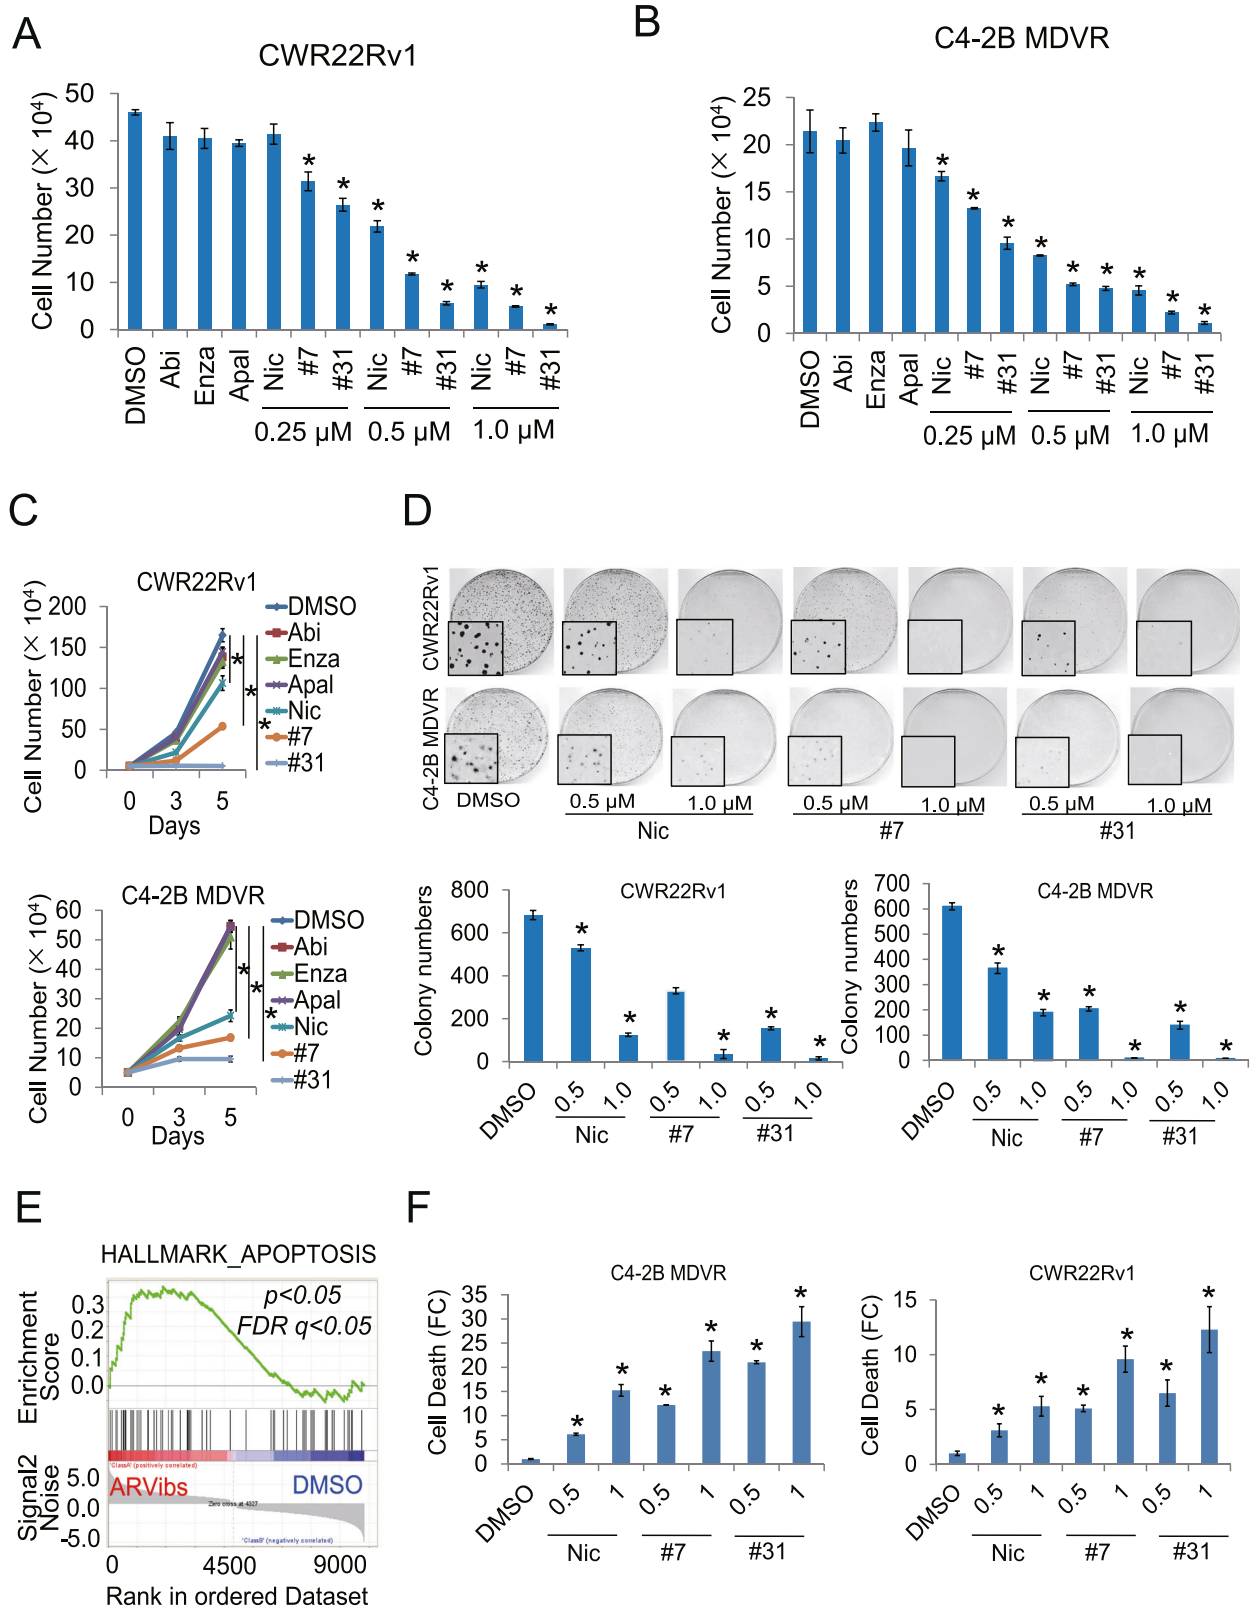 A
CWR22Rv1
Cell Number (× 10⁴)
50
40
30
20
10
0
* * * * * * * *
DMSO Abi Enza Apal Nic #7 #31 Nic #7 #31 Nic #7 #31
0.25 µM 0.5 µM 1.0 µM
B
C4-2B MDVR
Cell Number (× 10⁴)
25
20
15
10
5
0
* * * * * * * * *
DMSO Abi Enza Apal Nic #7 #31 Nic #7 #31 Nic #7 #31
0.25 µM 0.5 µM 1.0 µM
C
CWR22Rv1
Cell Number (× 10⁴)
200
150
100
50
0
0 3 5
Days
* * *
DMSO
Abi
Enza
Apal
Nic
#7
#31
C4-2B MDVR
Cell Number (× 10⁴)
60
50
40
30
20
10
0
0 3 5
Days
* * *
DMSO
Abi
Enza
Apal
Nic
#7
#31
D
CWR22Rv1
C4-2B MDVR
DMSO 0.5 µM 1.0 µM 0.5 µM 1.0 µM 0.5 µM 1.0 µM
Nic #7 #31
CWR22Rv1
Colony numbers
800
600
400
200
0
* * * * *
DMSO 0.5 1.0 0.5 1.0 0.5 1.0
Nic #7 #31
C4-2B MDVR
Colony numbers
700
600
500
400
300
200
100
0
* * * * * *
DMSO 0.5 1.0 0.5 1.0 0.5 1.0
Nic #7 #31
E
HALLMARK_APOPTOSIS
p<0.05
FDR q<0.05
Enrichment Score
0.3
0.2
0.1
0.0
'ClassA' (positively correlated)
ARVibs DMSO
Zero cross at 4327
'ClassB' (negatively correlated)
Signal2 Noise
5.0
0.0
-5.0
0 4500 9000
Rank in ordered Dataset
F
C4-2B MDVR
Cell Death (FC)
35
30
25
20
15
10
5
0
* * * * * *
DMSO 0.5 1 0.5 1 0.5 1
Nic #7 #31
CWR22Rv1
Cell Death (FC)
15
10
5
0
* * * * * *
DMSO 0.5 1 0.5 1 0.5 1
Nic #7 #31